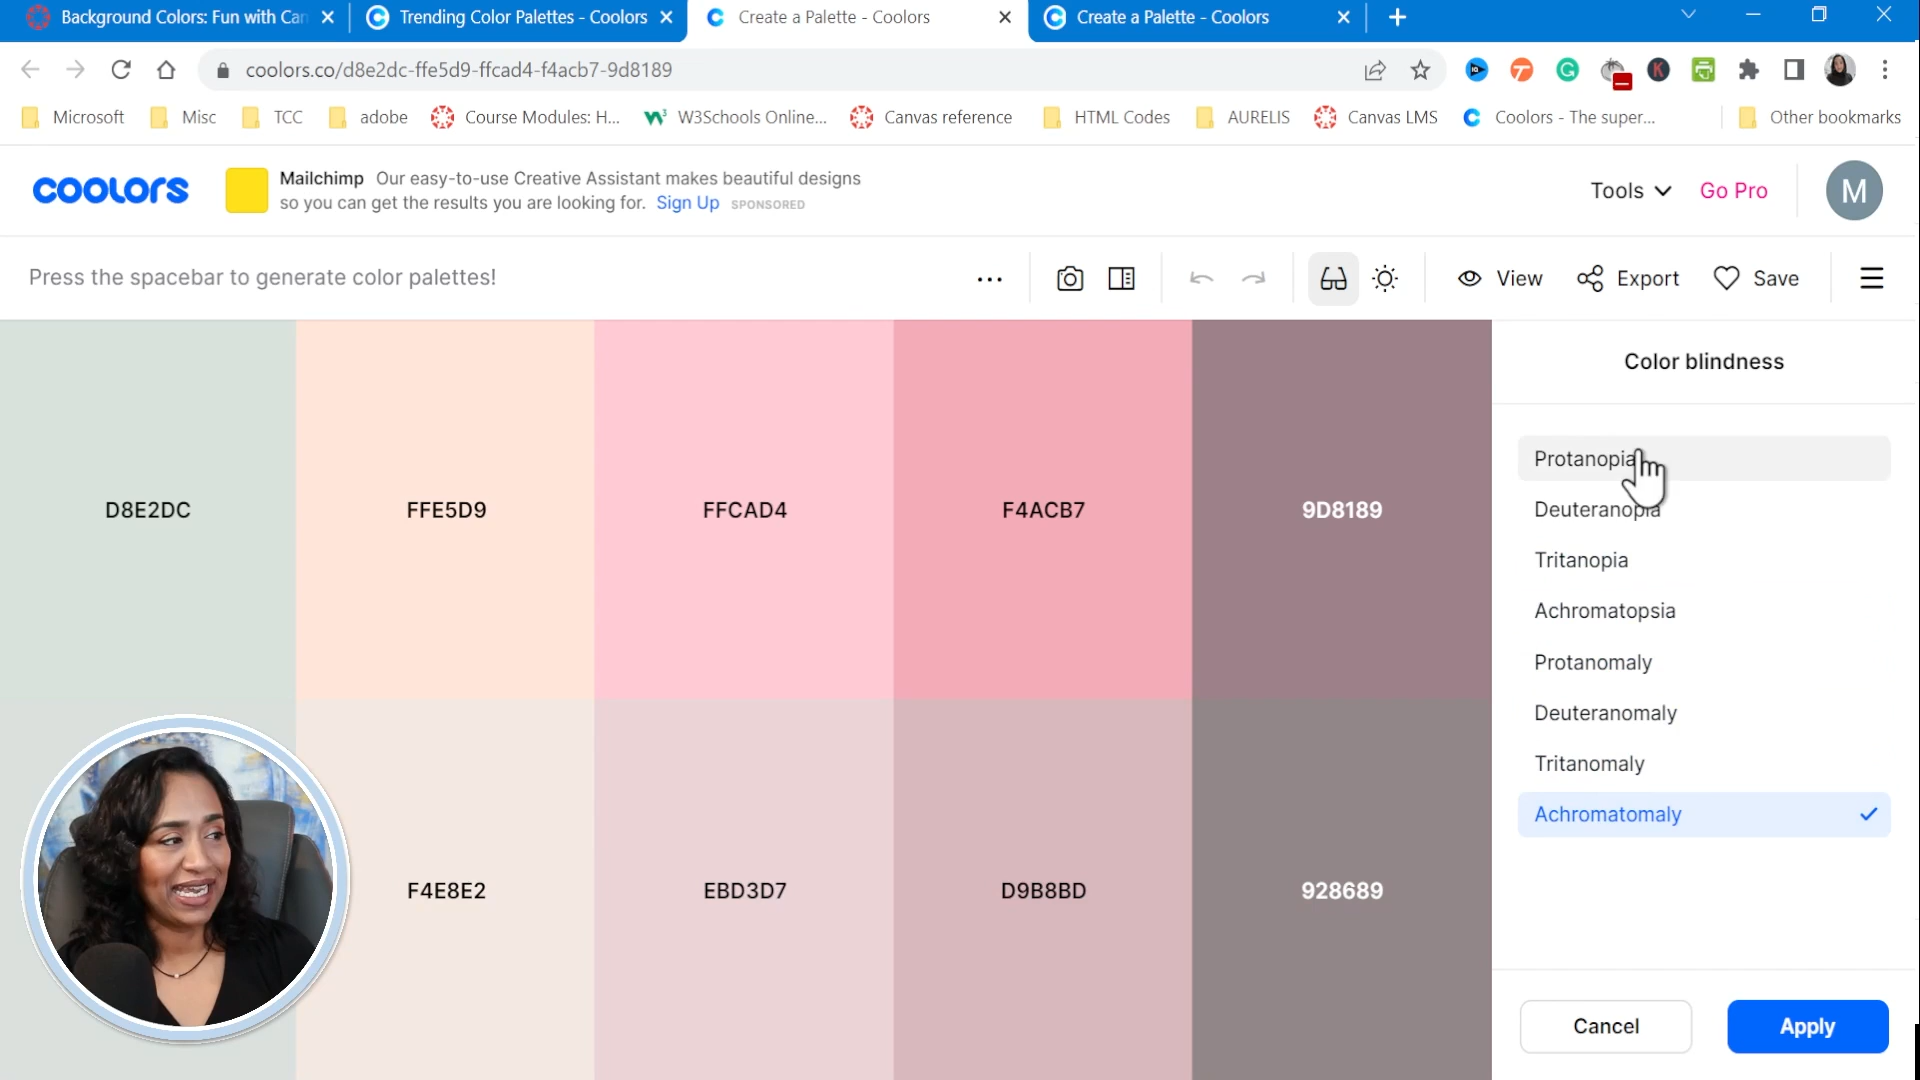 Background Colors: Fun with Can
Trending Color Palettes - Coolors
Create a Palette - Coolors
Create a Palette - Coolors
coolors.co/d8e2dc-ffe5d9-ffcad4-f4acb7-9d8189
Microsoft
Misc
TCC
adobe
Course Modules: H...
W3Schools Online...
Canvas reference
HTML Codes
AURELIS
Canvas LMS
Coolors - The super...
Other bookmarks
coolors
Mailchimp Our easy-to-use Creative Assistant makes beautiful designs
so you can get the results you are looking for. Sign Up SPONSORED
Tools
Go Pro
M
Press the spacebar to generate color palettes!
View
Export
Save
Color blindness
Protanopia
Deuteranopia
Tritanopia
Achromatopsia
Protanomaly
Deuteranomaly
Tritanomaly
Achromatomaly
D8E2DC
FFE5D9
FFCAD4
F4ACB7
9D8189
F4E8E2
EBD3D7
D9B8BD
928689
Cancel
Apply